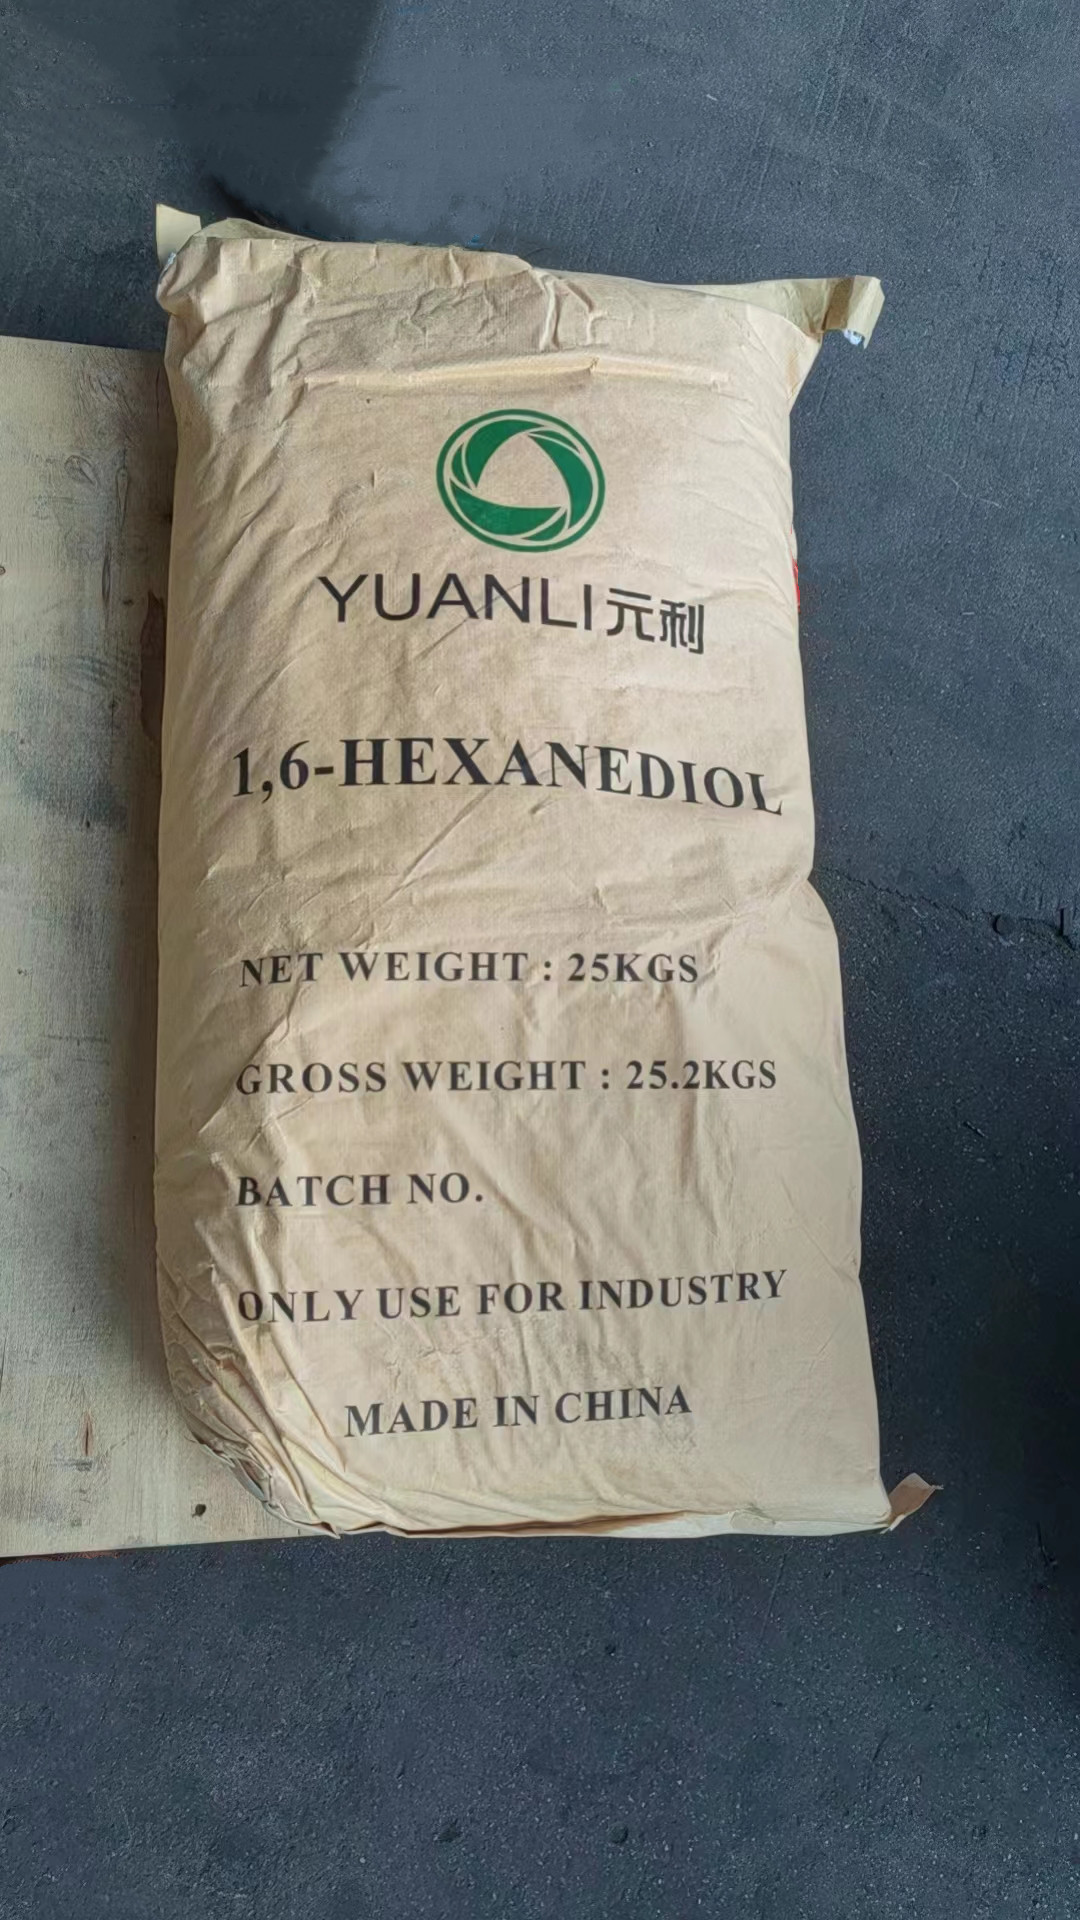 YUANLI元利
1,6-HEXANEDIOL
NET WEIGHT : 25KGS
GROSS WEIGHT : 25.2KGS
BATCH NO.
ONLY USE FOR INDUSTRY
MADE IN CHINA